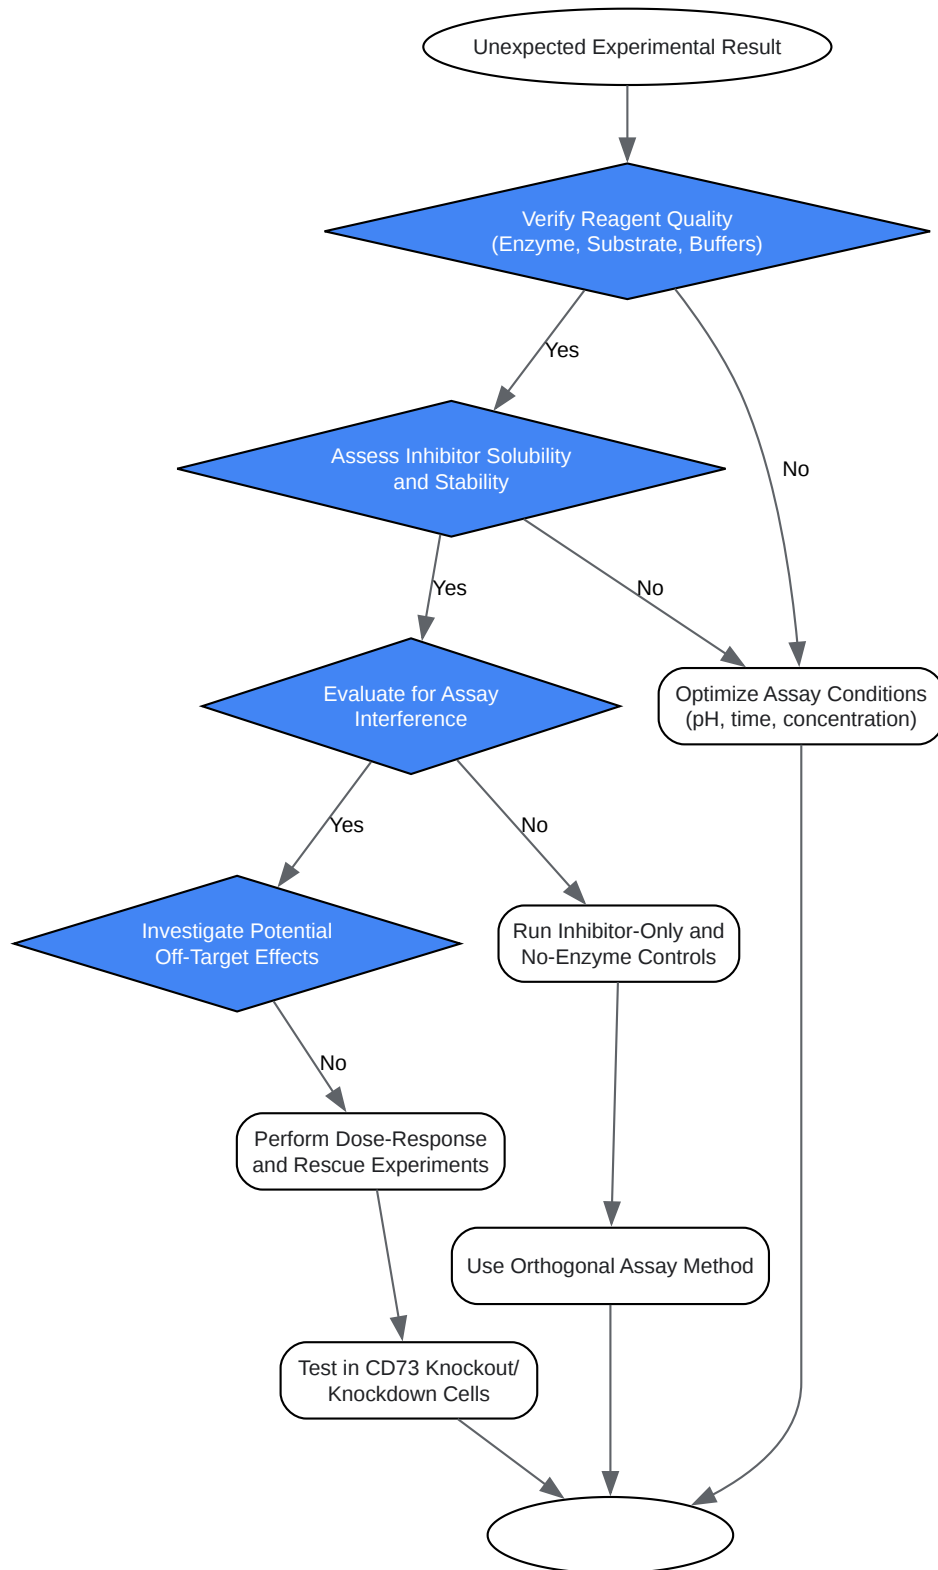 Unexpected Experimental Result
Verify Reagent Quality
(Enzyme, Substrate, Buffers)
Yes
No
Assess Inhibitor Solubility
and Stability
Yes
No
Evaluate for Assay
Interference
Optimize Assay Conditions
(pH, time, concentration)
Yes
No
Investigate Potential
Off-Target Effects
Run Inhibitor-Only and
No-Enzyme Controls
No
Perform Dose-Response
and Rescue Experiments
Use Orthogonal Assay Method
Test in CD73 Knockout/
Knockdown Cells